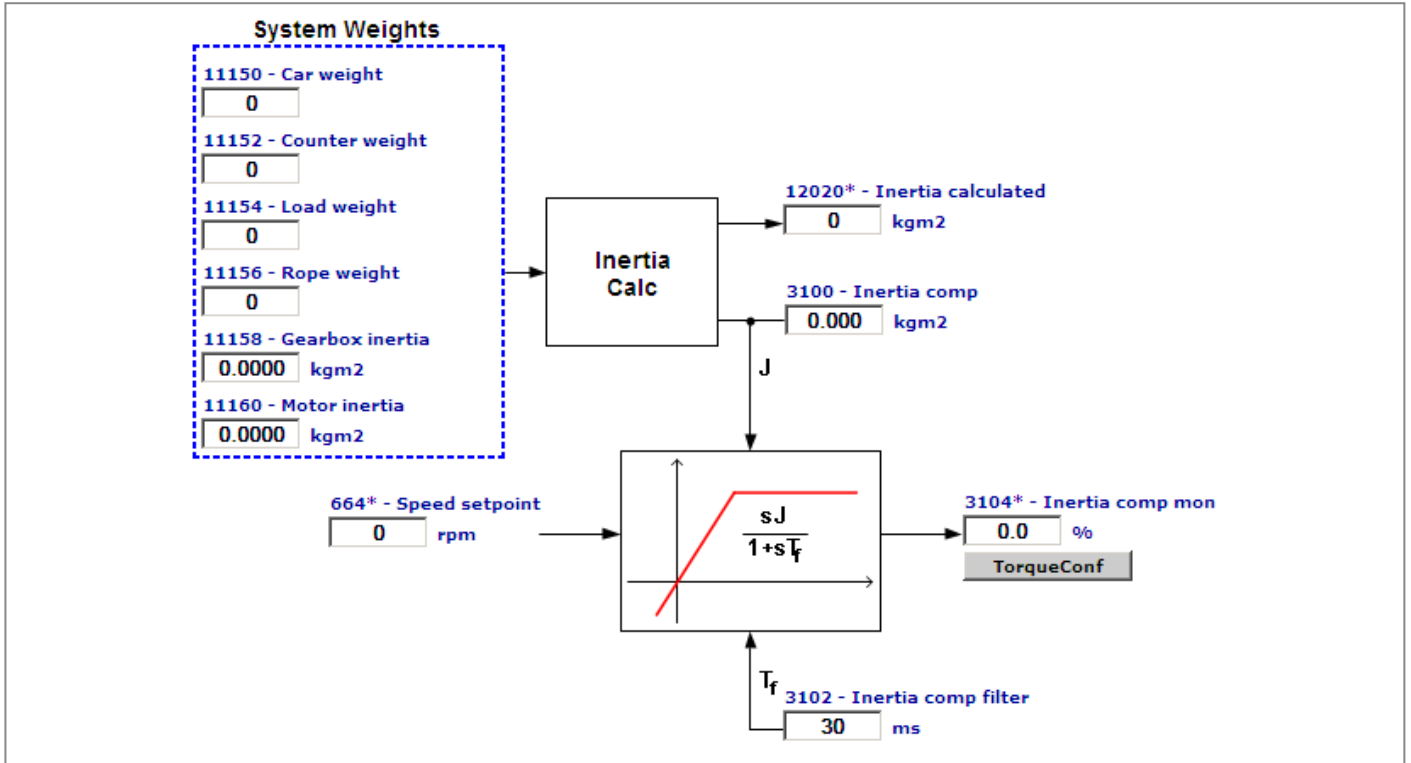 System Weights
11150 - Car weight
0
11152 - Counter weight
0
11154 - Load weight
0
11156 - Rope weight
0
11158 - Gearbox inertia
0.0000 kgm2
11160 - Motor inertia
0.0000 kgm2
Inertia
Calc
12020* - Inertia calculated
0 kgm2
3100 - Inertia comp
0.000 kgm2
J
664* - Speed setpoint
0 rpm
sJ
1+sTf
3104* - Inertia comp mon
0.0 %
TorqueConf
Tf
3102 - Inertia comp filter
30 ms